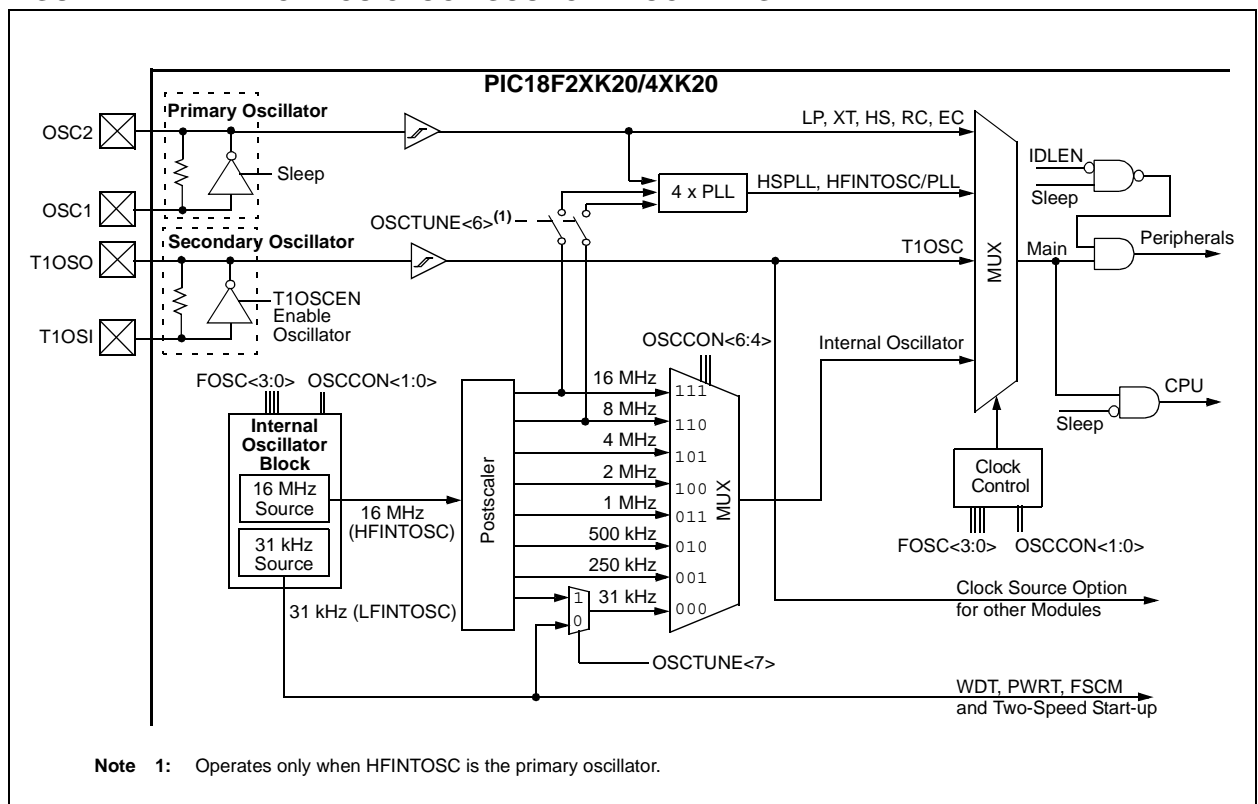 PIC18F2XK20/4XK20
Primary Oscillator
OSC2
Sleep
OSC1
LP, XT, HS, RC, EC
4 x PLL
HSPLL, HFINTOSC/PLL
OSCTUNE<6>(1)
IDLEN
Sleep
Secondary Oscillator
T1OSO
T1OSCEN
Enable
Oscillator
T1OSI
T1OSC
MUX
Main
Peripherals
OSCCON<6:4>
Internal Oscillator
FOSC<3:0>
OSCCON<1:0>
Internal
Oscillator
Block
16 MHz
Source
31 kHz
Source
16 MHz
(HFINTOSC)
31 kHz (LFINTOSC)
Postscaler
16 MHz
111
8 MHz
110
4 MHz
101
2 MHz
100
1 MHz
011
500 kHz
010
250 kHz
001
31 kHz
000
1
0
MUX
OSCTUNE<7>
CPU
Sleep
Clock
Control
FOSC<3:0>
OSCCON<1:0>
Clock Source Option
for other Modules
WDT, PWRT, FSCM
and Two-Speed Start-up
Note 1: Operates only when HFINTOSC is the primary oscillator.